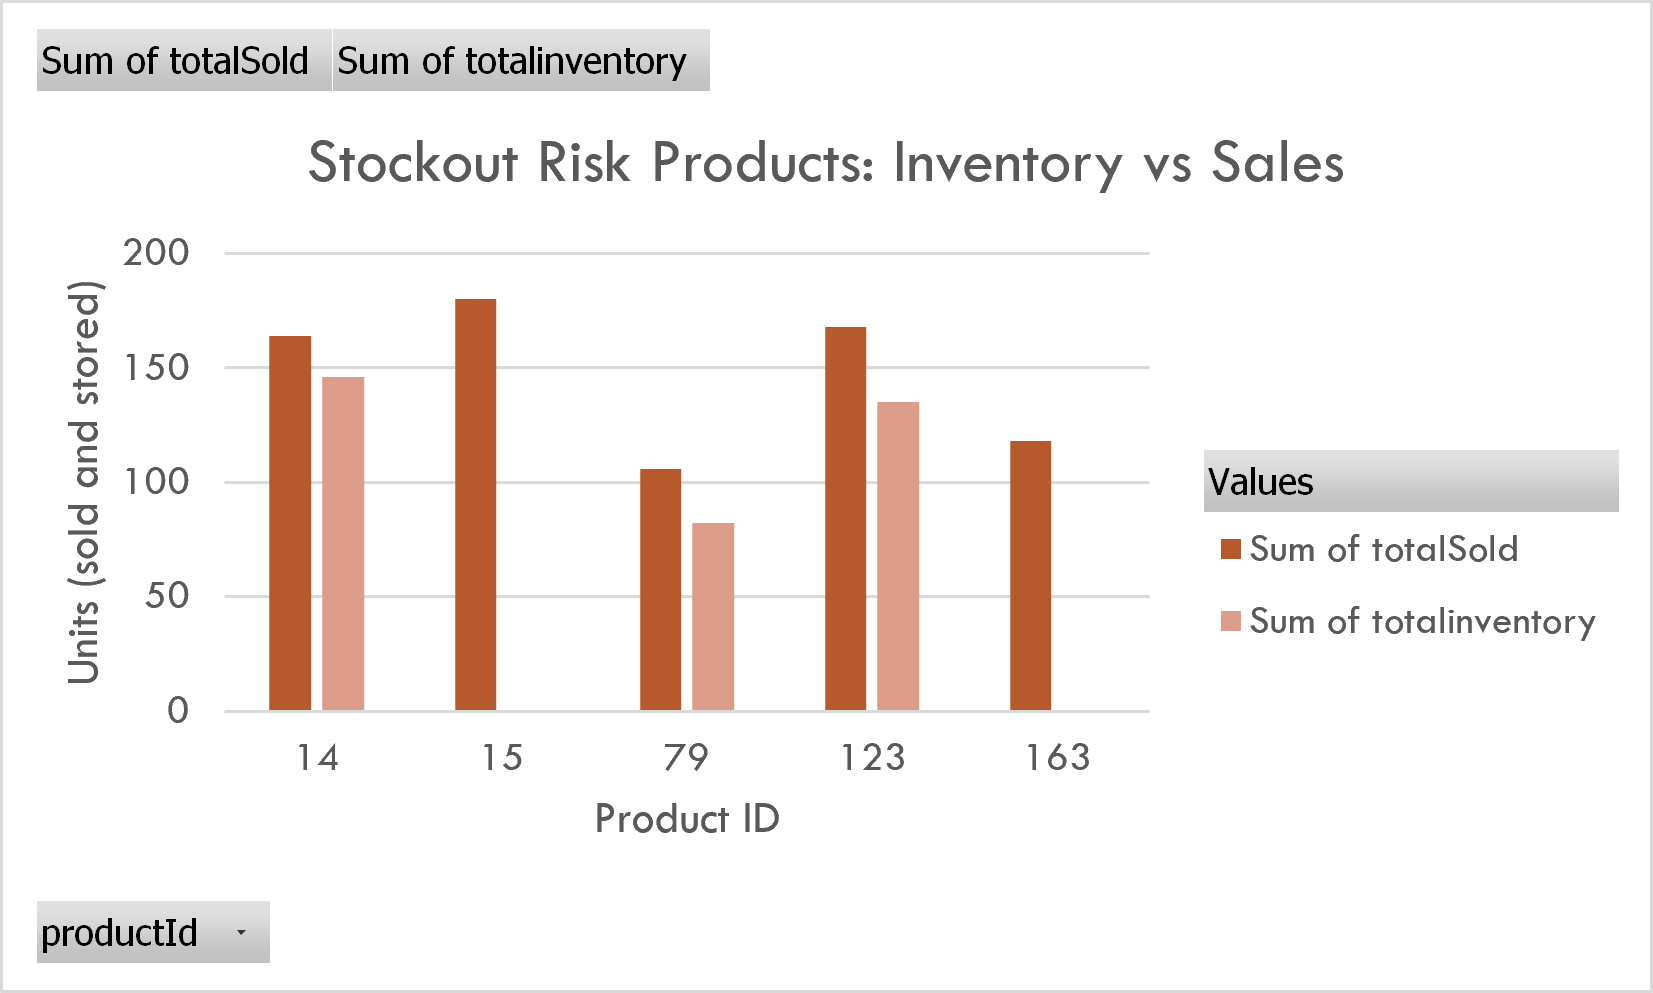 Sum of totalSold Sum of totalinventory
Stockout Risk Products: Inventory vs Sales
Units (sold and stored)
200
150
100
50
0
14 15 79 123 163
Product ID
Values
Sum of totalSold
Sum of totalinventory
productId